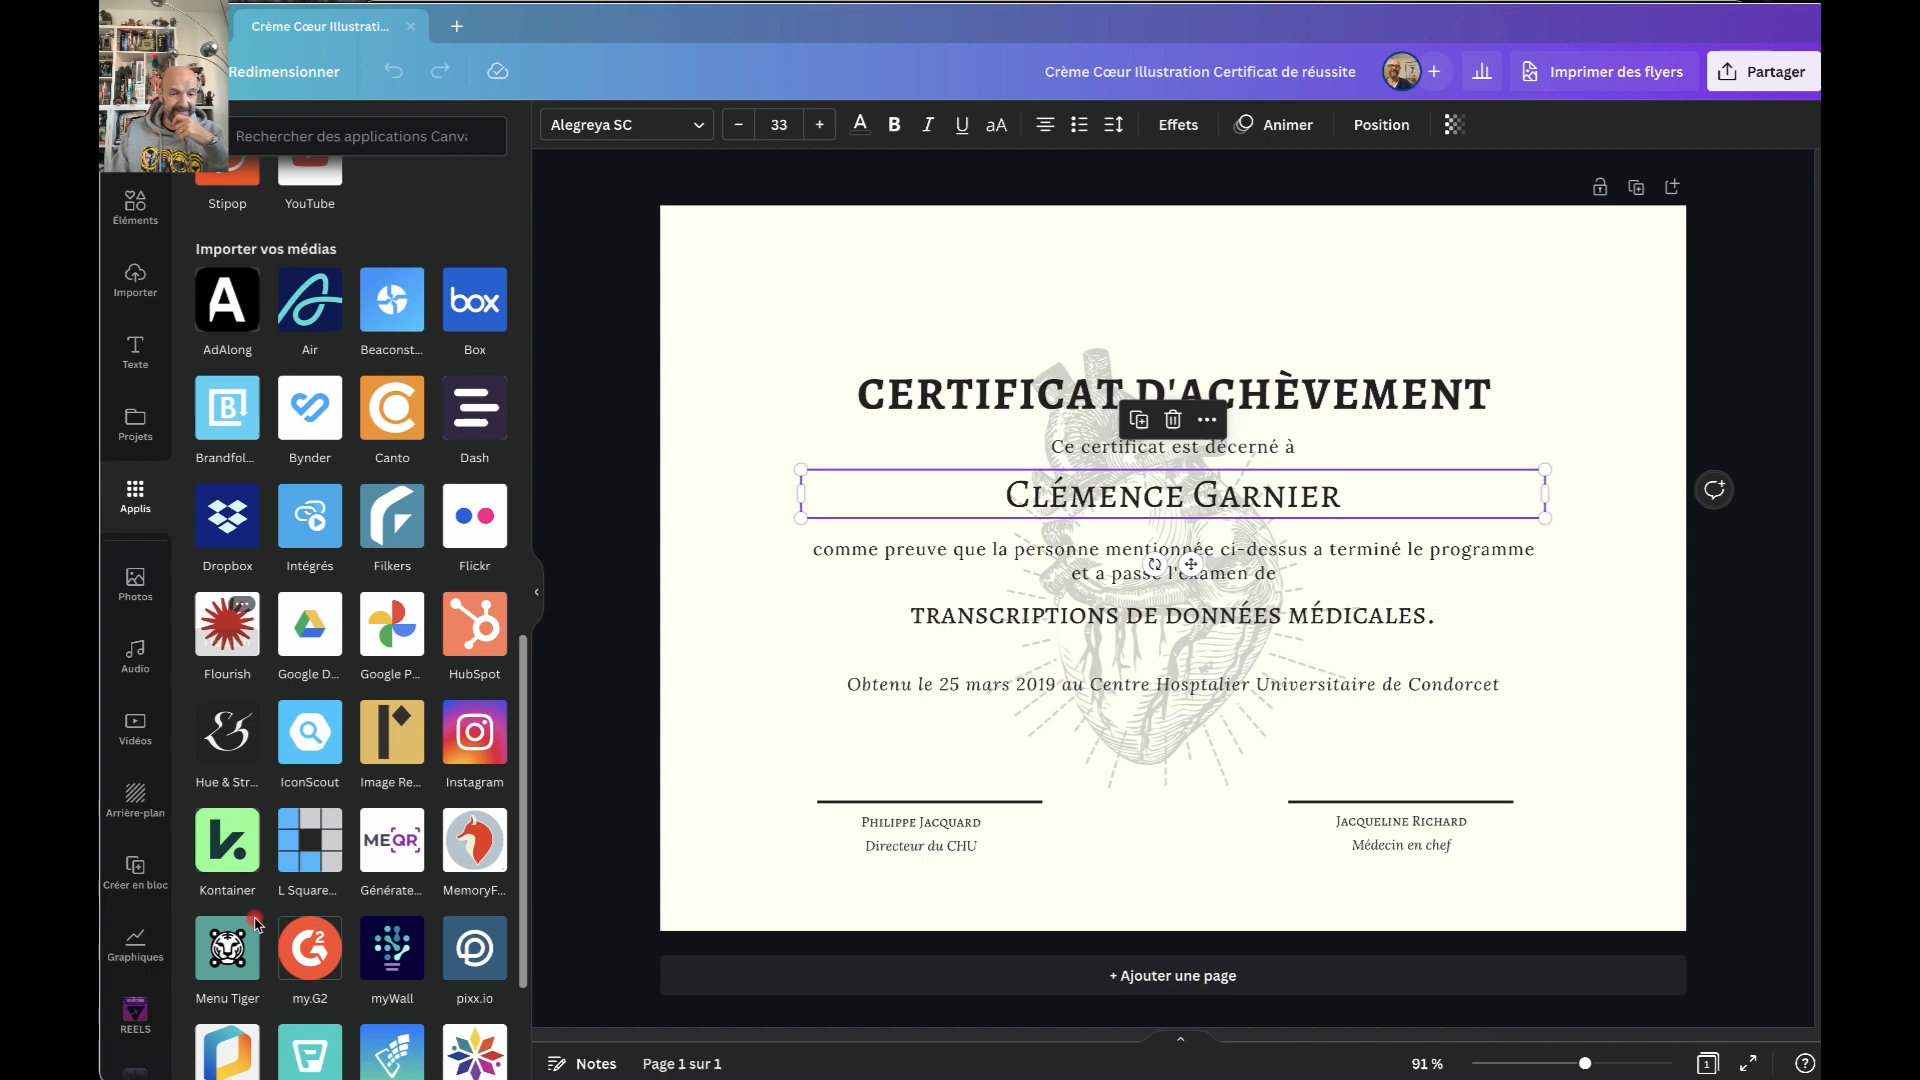 Crème Cœur Illustrati...
Redimensionner
Crème Cœur Illustration Certificat de réussite
Imprimer des flyers
Partager
Rechercher des applications Canva
Alegreya SC
33
A
B
I
U
aA
Effets
Animer
Position
Éléments
Importer
Texte
Projets
Applis
Photos
Audio
Vidéos
Arrière-plan
Créer en bloc
Graphiques
REELS
Stipop
YouTube
Importer vos médias
A
box
AdAlong
Air
Beaconst...
Box
B
Brandfol...
Bynder
Canto
Dash
Dropbox
Intégrés
Filkers
Flickr
Flourish
Google D...
Google P...
HubSpot
Hue & Str...
IconScout
Image Re...
Instagram
MEQR
Kontainer
L Square...
Générate...
MemoryF...
G2
Menu Tiger
my.G2
myWall
pixx.io
CERTIFICAT D'ACHÈVEMENT
Ce certificat est décerné à
Clémence Garnier
comme preuve que la personne mentionnée ci-dessus a terminé le programme
et a passé l'examen de
TRANSCRIPTIONS DE DONNÉES MÉDICALES.
Obtenu le 25 mars 2019 au Centre Hosptalier Universitaire de Condorcet
Philippe Jacquard
Directeur du CHU
Jacqueline Richard
Médecin en chef
+ Ajouter une page
Notes
Page 1 sur 1
91 %
1
?